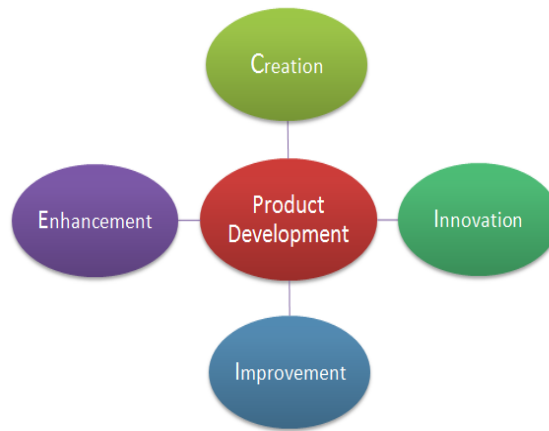 Creation
Enhancement
Product
Development
Innovation
Improvement